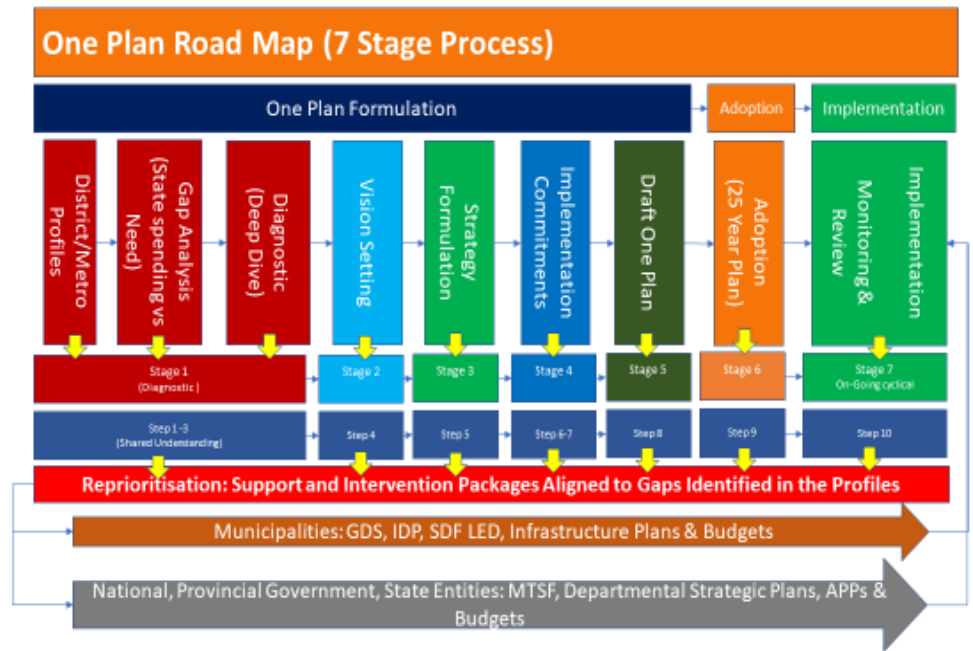 One Plan Road Map (7 Stage Process)
One Plan Formulation
Adoption
Implementation
District/Metro
Profiles
Gap Analysis
(State spending vs
Need)
Diagnostic
(Deep Dive)
Vision Setting
Strategy
Formulation
Implementation
Commitments
Draft One Plan
Adoption
(25 Year Plan)
Implementation
Monitoring &
Review
Stage 1
(Diagnostic )
Stage 2
Stage 3
Stage 4
Stage 5
Stage 6
Stage 7
On-Going cyclical
Step 1 -3
(Shared Understanding)
Step 4
Step 5
Step 6-7
Step 8
Step 9
Step 10
Reprioritisation: Support and Intervention Packages Aligned to Gaps Identified in the Profiles
Municipalities: GDS, IDP, SDF LED, Infrastructure Plans & Budgets
National, Provincial Government, State Entities: MTSF, Departmental Strategic Plans, APPs &
Budgets